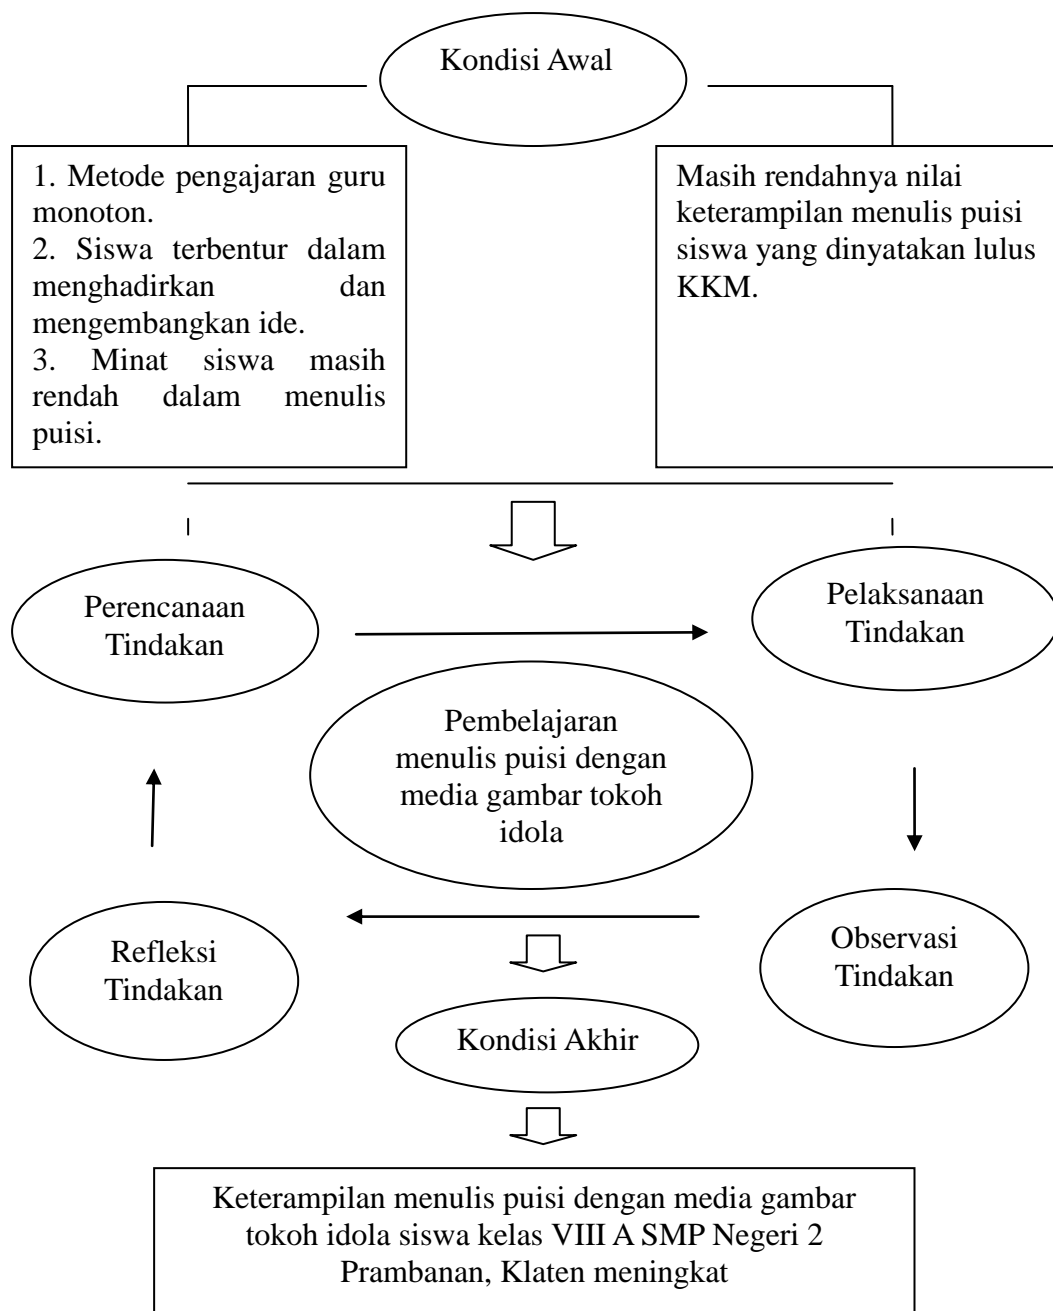 Kondisi Awal
1. Metode pengajaran guru
monoton.
2. Siswa terbentur dalam
menghadirkan dan
mengembangkan ide.
3. Minat siswa masih
rendah dalam menulis
puisi.
Masih rendahnya nilai
keterampilan menulis puisi
siswa yang dinyatakan lulus
KKM.
Perencanaan
Tindakan
Pelaksanaan
Tindakan
Pembelajaran
menulis puisi dengan
media gambar tokoh
idola
Refleksi
Tindakan
Observasi
Tindakan
Kondisi Akhir
Keterampilan menulis puisi dengan media gambar
tokoh idola siswa kelas VIII A SMP Negeri 2
Prambanan, Klaten meningkat